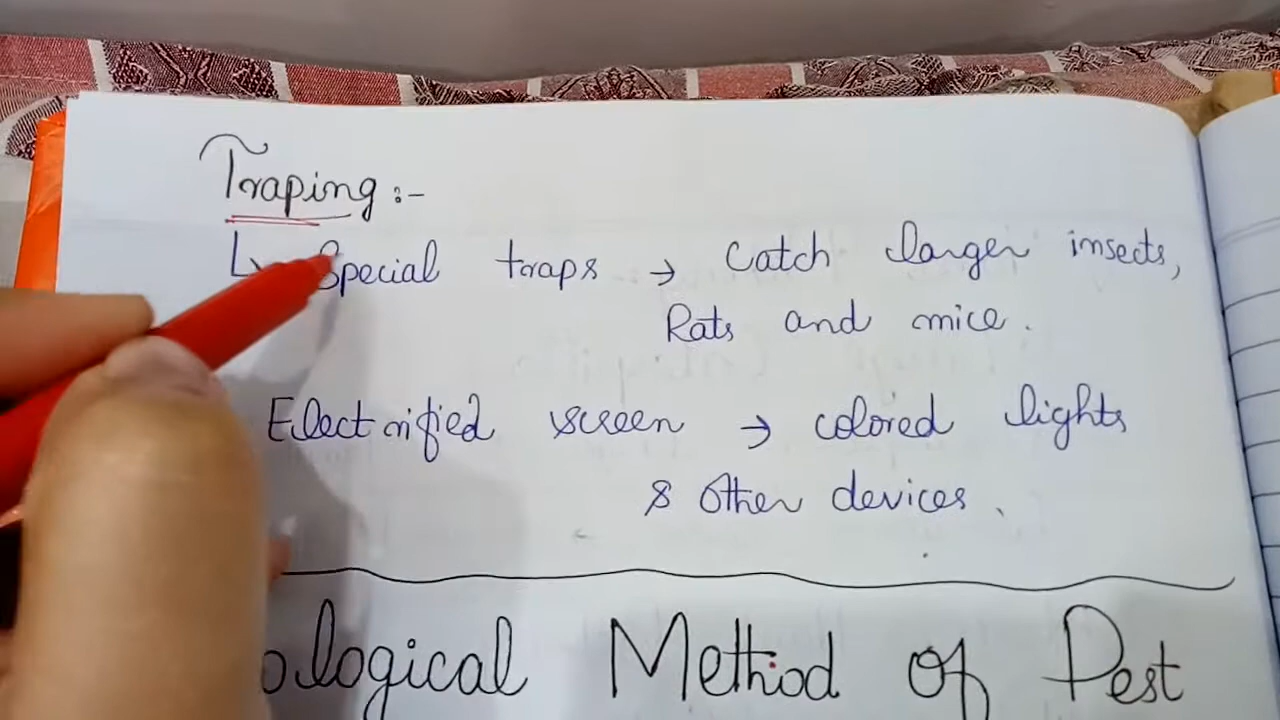 Traping :-
↳ Special traps → Catch larger insects,
Rats and mice.
Electrified screen → colored lights
& other devices.
ological Method Of Pest